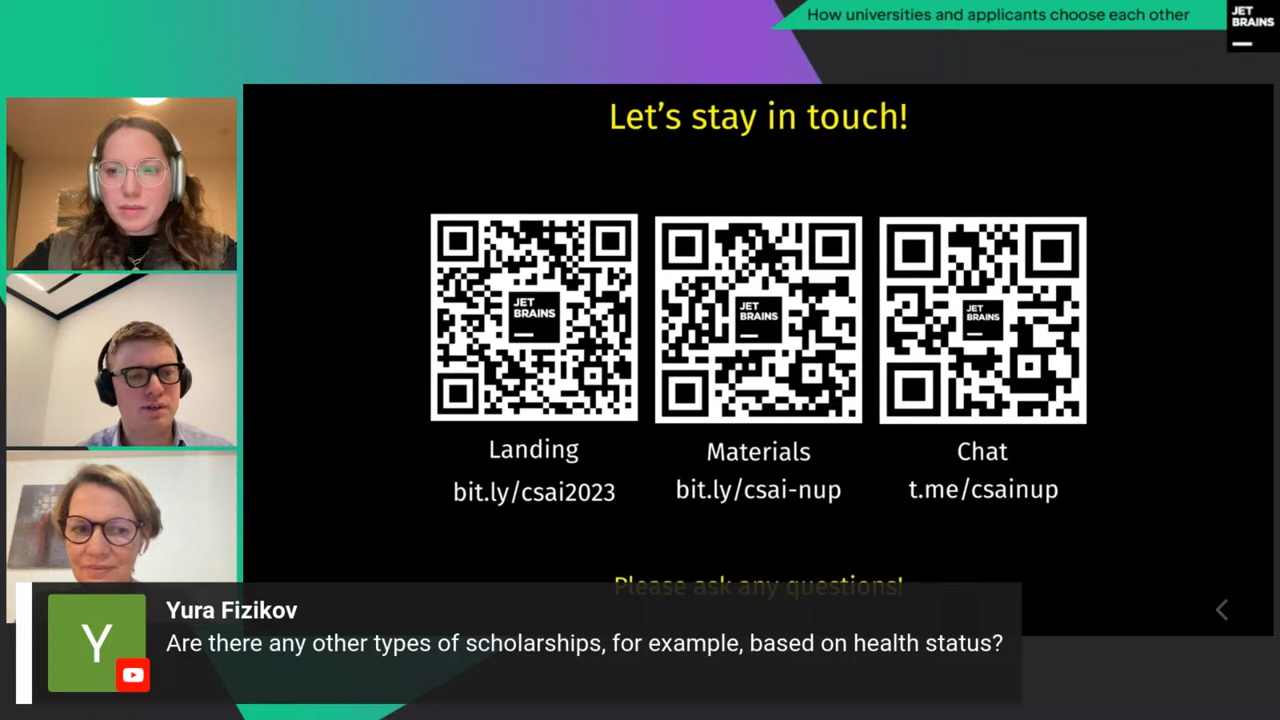 How universities and applicants choose each other
JET
BRAINS
Let's stay in touch!
JET
BRAINS
JET
BRAINS
JET
BRAINS
Landing
Materials
Chat
bit.ly/csai2023
bit.ly/csai-nup
t.me/csainup
Please ask any questions!
Y
Yura Fizikov
Are there any other types of scholarships, for example, based on health status?